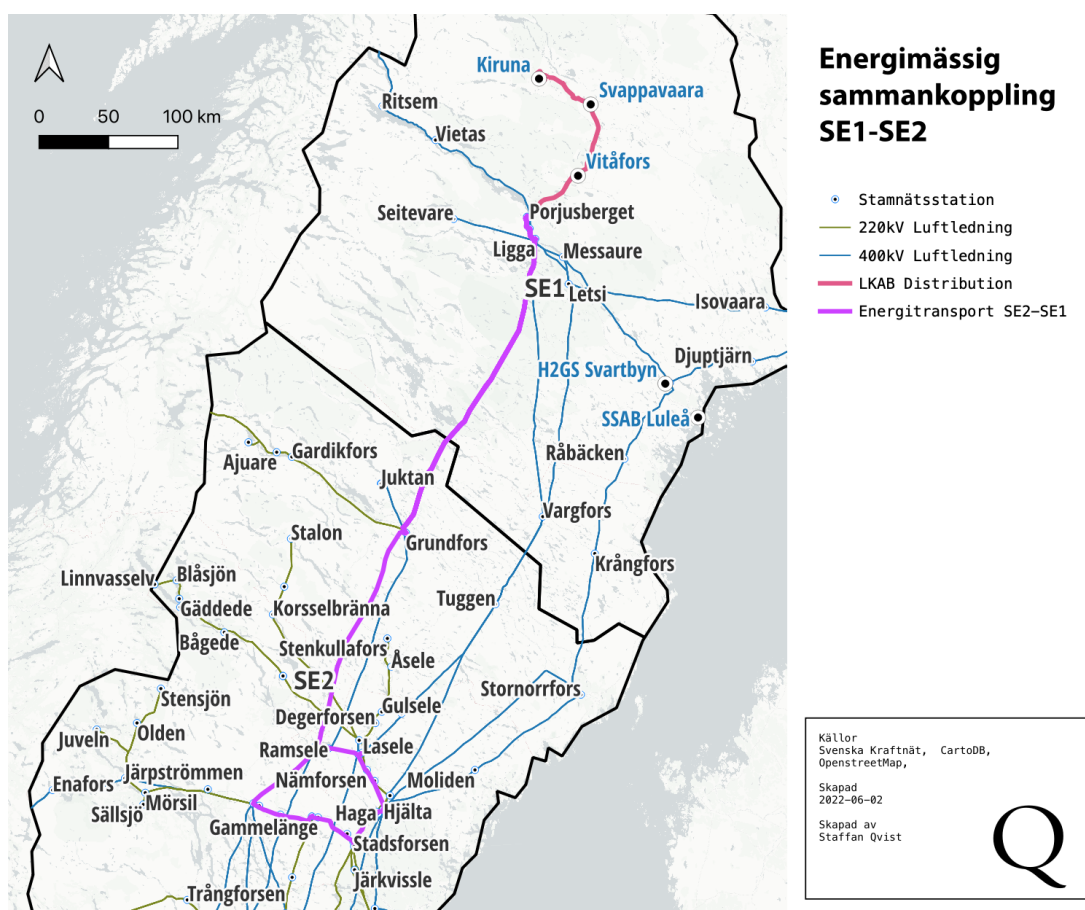 Energimässig
sammankoppling
SE1-SE2
Stamnätsstation
220kV Luftledning
400kV Luftledning
LKAB Distribution
Energitransport SE2–SE1
0 50 100 km
Kiruna
Svappavaara
Ritsem
Vietas
Vitåfors
Seitevare
Porjusberget
Ligga
Messaure
SE1
Letsi
Isovaara
Djuptjärn
H2GS Svartbyn
SSAB Luleå
Råbäcken
Ajuare
Gardikfors
Juktan
Vargfors
Stalon
Grundfors
Krångfors
Linnvasselv
Blåsjön
Gäddede
Korsselbränna
Tuggen
Bågede
Stenkullafors
Åsele
SE2
Stornorrfors
Stensjön
Gulsele
Degerforsen
Olden
Juveln
Ramsele
Lasele
Järpströmmen
Nämforsen
Moliden
Enafors
Mörsil
Sällsjö
Haga
Hjälta
Gammelänge
Stadsforsen
Järkvissle
Trångforsen
Källor
Svenska Kraftnät, CartoDB,
OpenstreetMap,
Skapad
2022–06–02
Skapad av
Staffan Qvist
Q